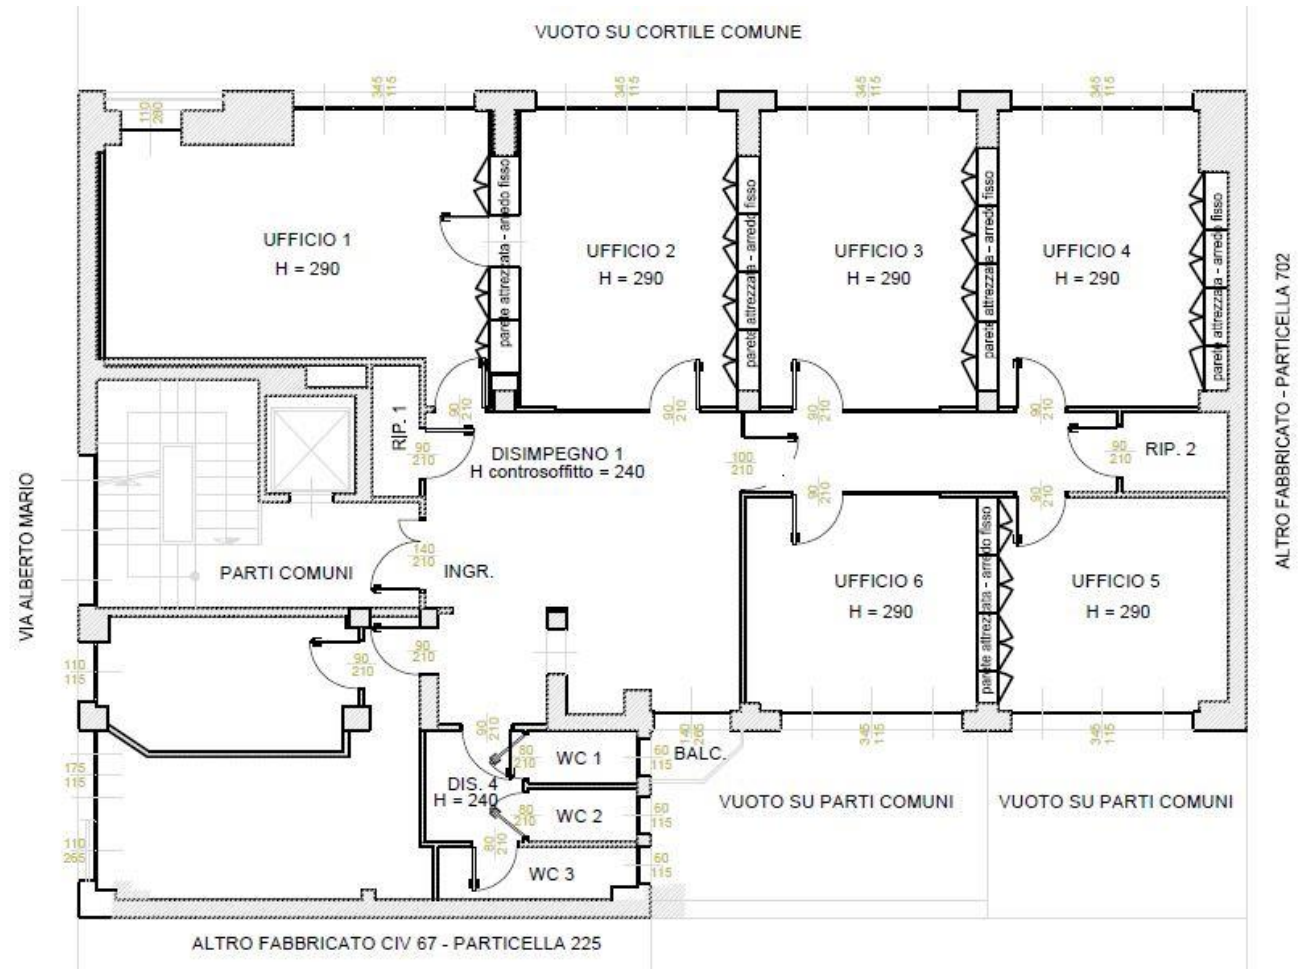 VUOTO SU CORTILE COMUNE
345
115
345
115
345
115
345
115
110
280
UFFICIO 1
H = 290
parete attrezzata - arredo fisso
UFFICIO 2
H = 290
parete attrezzata - arredo fisso
UFFICIO 3
H = 290
parete attrezzata - arredo fisso
UFFICIO 4
H = 290
parete attrezzata - arredo fisso
ALTRO FABBRICATO - PARTICELLA 702
VIA ALBERTO MARIO
RIP. 1
90
210
90
210
90
210
90
210
90
210
DISIMPEGNO 1
H controsoffitto = 240
100
210
90
210
RIP. 2
90
210
90
210
PARTI COMUNI
140
210
INGR.
UFFICIO 6
H = 290
parete attrezzata - arredo fisso
UFFICIO 5
H = 290
110
115
90
210
90
210
90
210
140
265
345
115
345
115
175
115
110
265
DIS. 4
H = 240
80
210
WC 1
60
115
BALC.
80
210
WC 2
60
115
80
210
WC 3
60
115
VUOTO SU PARTI COMUNI
VUOTO SU PARTI COMUNI
ALTRO FABBRICATO CIV 67 - PARTICELLA 225